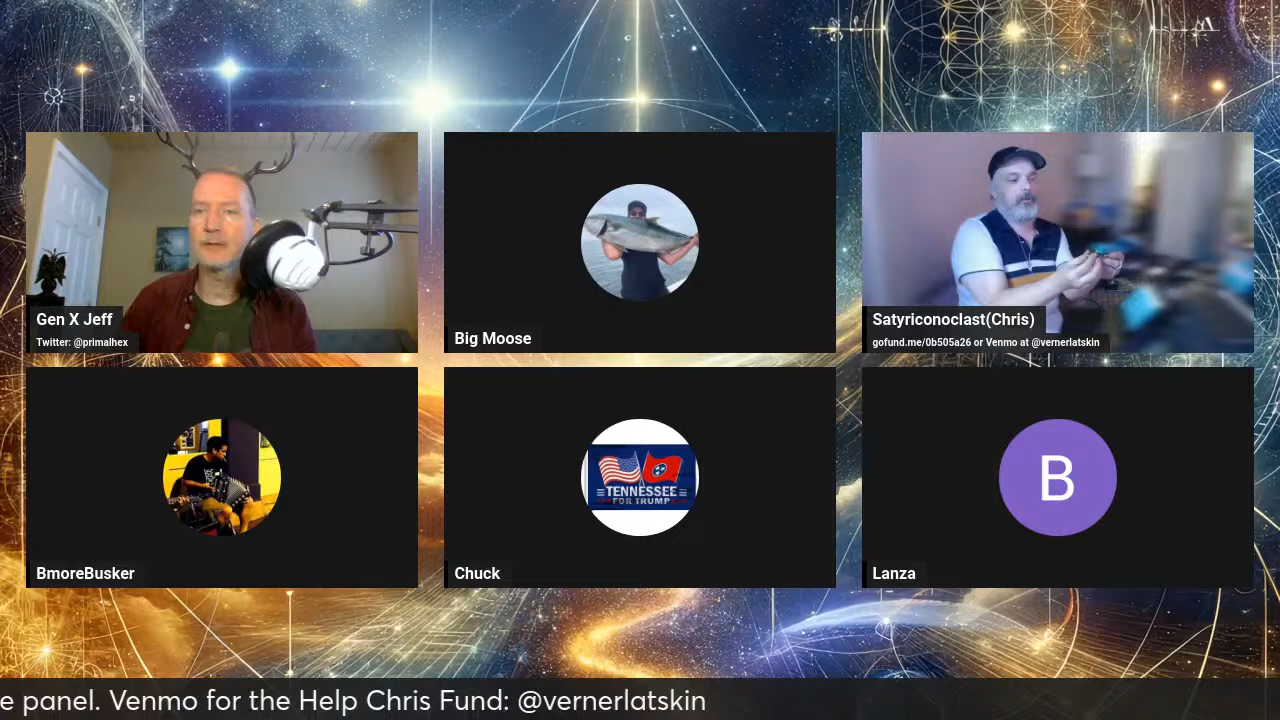 Gen X Jeff
Twitter: @primalhex
Big Moose
Satyriconoclast(Chris)
gofund.me/0b505a26 or Venmo at @vernerlatskin
BmoreBusker
TENNESSEE
FOR TRUMP
Chuck
B
Lanza
e panel. Venmo for the Help Chris Fund: @vernerlatskin